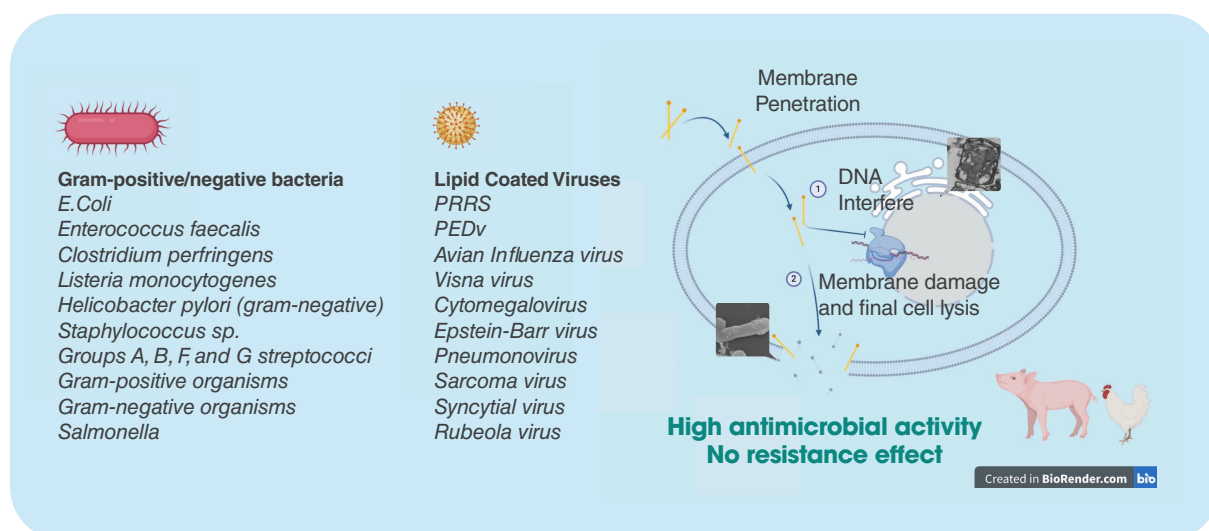 Gram-positive/negative bacteria
E.Coli
Enterococcus faecalis
Clostridium perfringens
Listeria monocytogenes
Helicobacter pylori (gram-negative)
Staphylococcus sp.
Groups A, B, F, and G streptococci
Gram-positive organisms
Gram-negative organisms
Salmonella
Lipid Coated Viruses
PRRS
PEDv
Avian Influenza virus
Visna virus
Cytomegalovirus
Epstein-Barr virus
Pneumonovirus
Sarcoma virus
Syncytial virus
Rubeola virus
Membrane
Penetration
1
DNA
Interfere
2
Membrane damage
and final cell lysis
High antimicrobial activity
No resistance effect
Created in BioRender.com bio